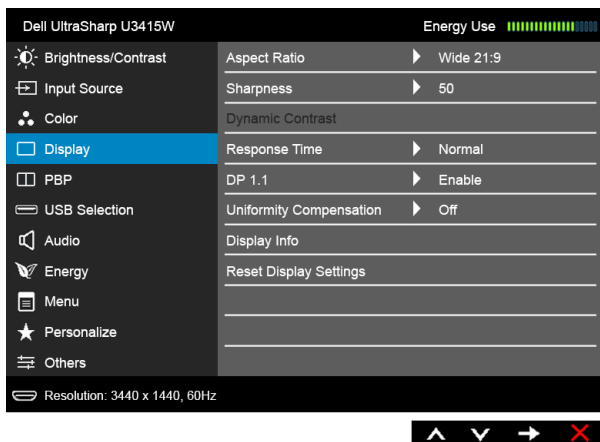 Dell UltraSharp U3415W Energy Use
Brightness/Contrast Aspect Ratio Wide 21:9
Input Source Sharpness 50
Color Dynamic Contrast
Display Response Time Normal
PBP DP 1.1 Enable
USB Selection Uniformity Compensation Off
Audio Display Info
Energy Reset Display Settings
Menu
Personalize
Others
Resolution: 3440 x 1440, 60Hz